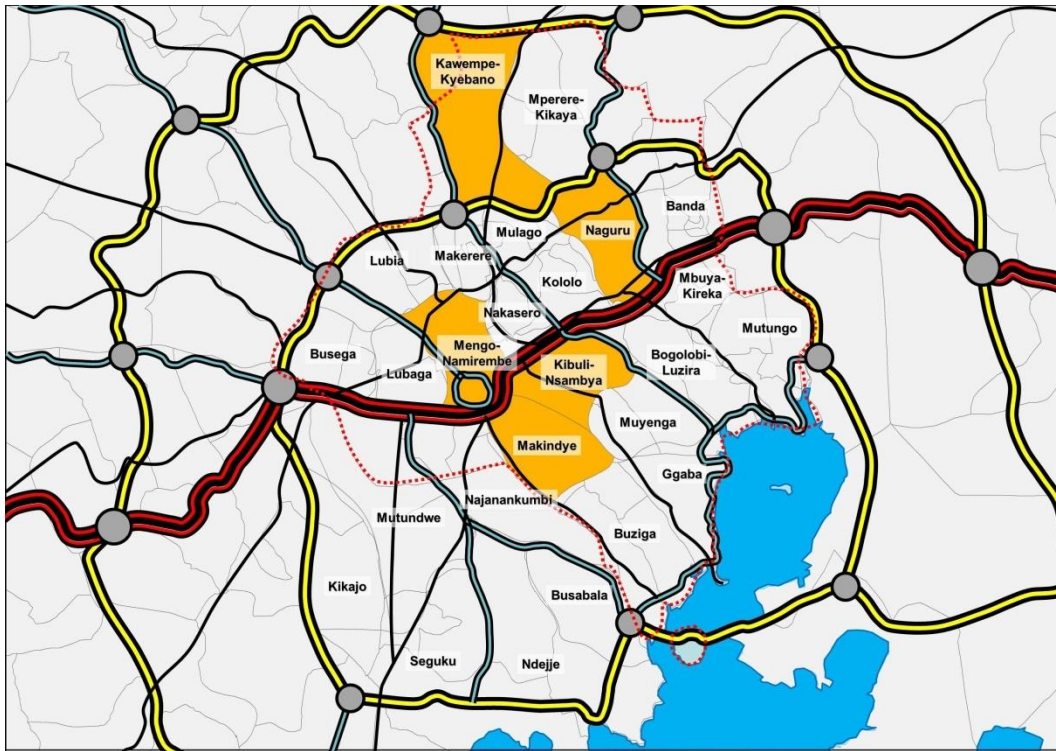 Kawempe-
Kyebano
Mperere-
Kikaya
Banda
Naguru
Mulago
Makerere
Lubia
Kololo
Mbuya-
Kireka
Nakasero
Mutungo
Busega
Mengo-
Namirembe
Lubaga
Kibuli-
Nsambya
Bogolobi-
Luzira
Muyenga
Makindye
Ggaba
Najanankumbi
Mutundwe
Buziga
Kikajo
Busabala
Seguku
Ndejje